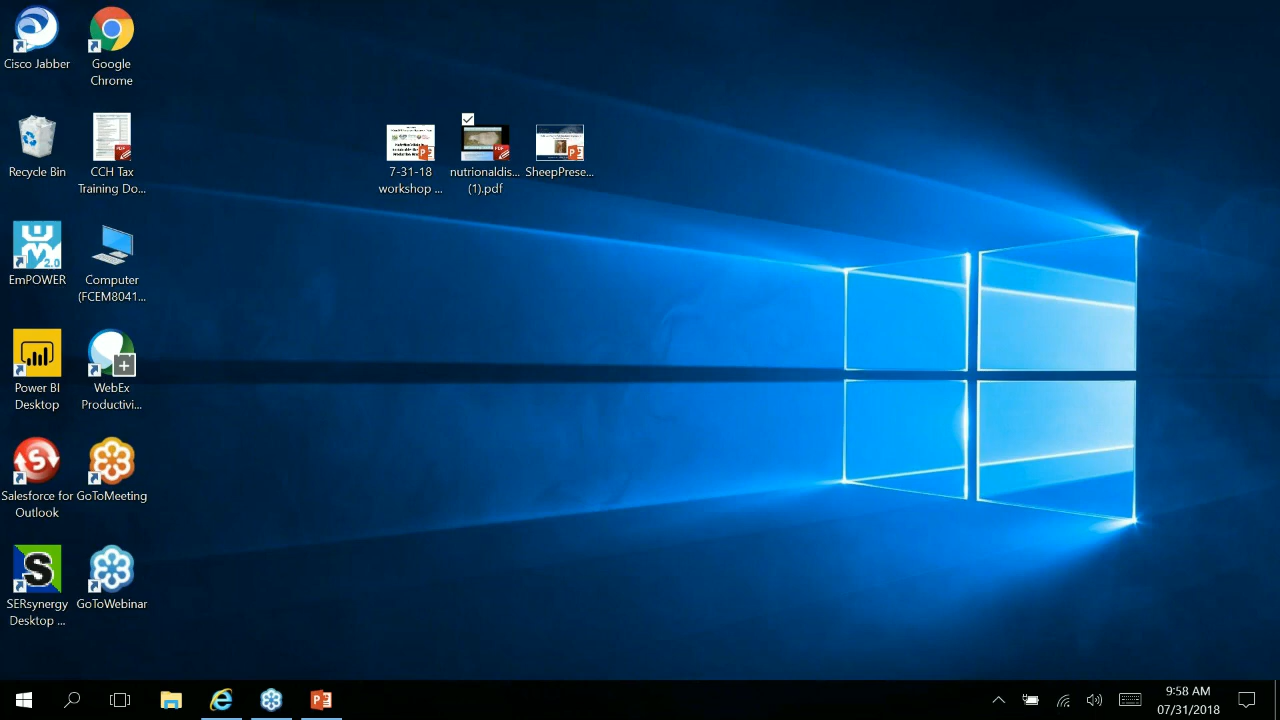 Cisco Jabber
Google
Chrome
Recycle Bin
CCH Tax
Training Do...
7-31-18
workshop ...
nutrionaldis...
(1).pdf
SheepPrese...
EmPOWER
Computer
(FCEM8041...
Power BI
Desktop
WebEx
Productivi...
Salesforce for
Outlook
GoToMeeting
SERsynergy
Desktop ...
GoToWebinar
9:58 AM
07/31/2018